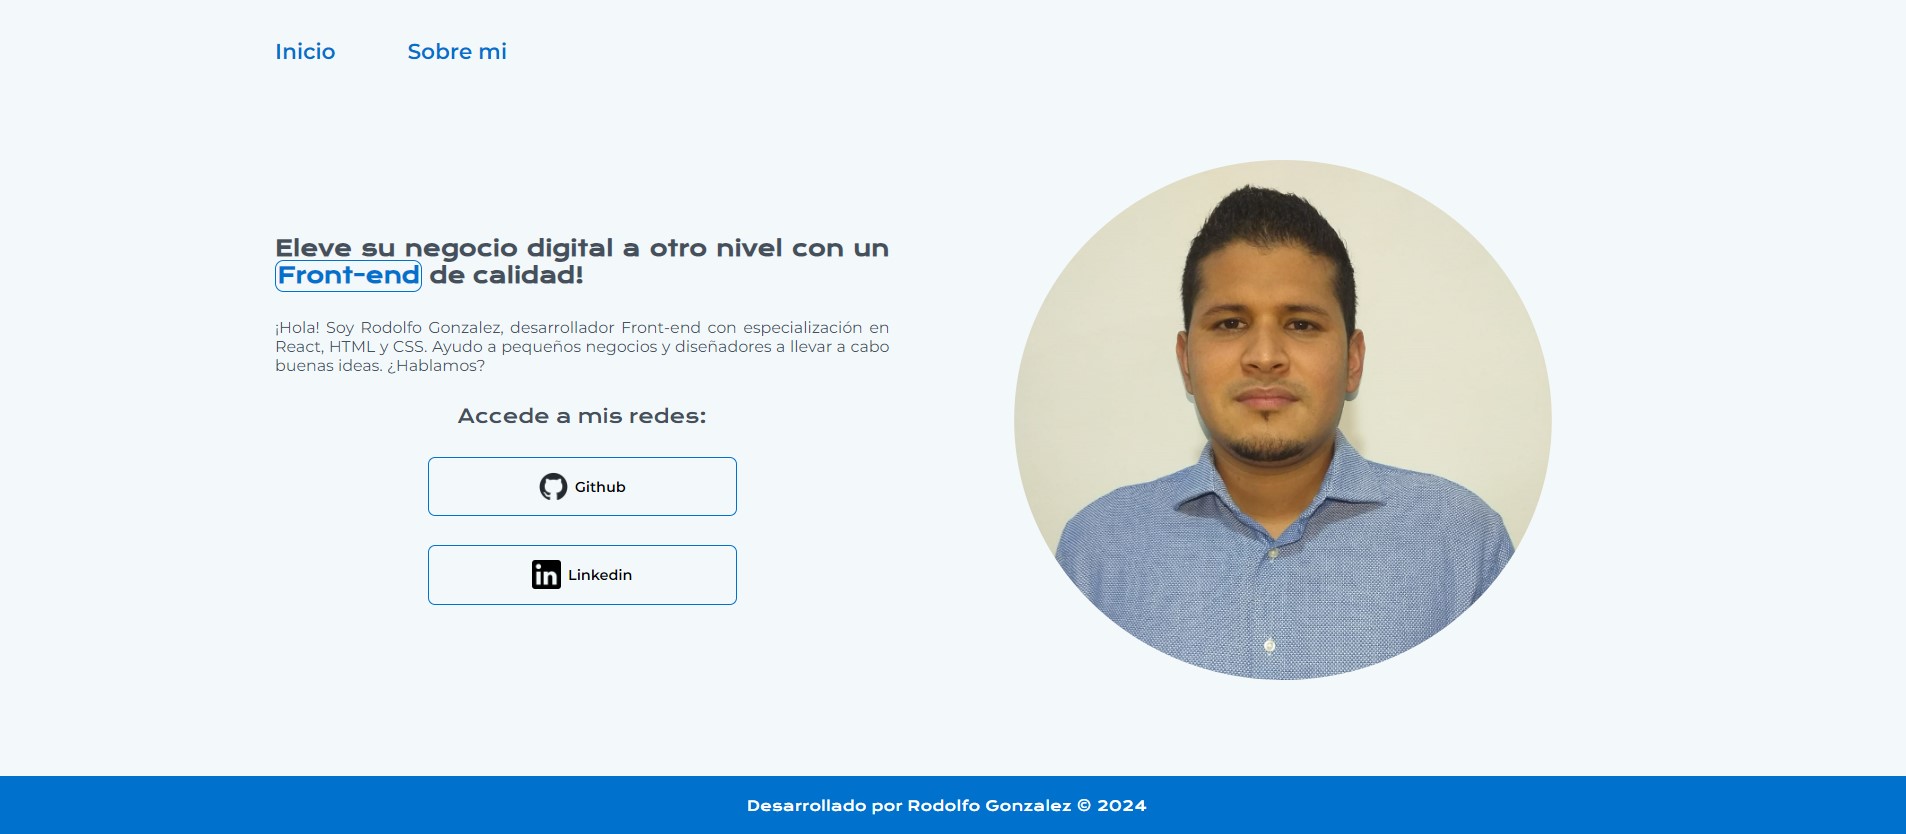 Inicio Sobre mi
Eleve su negocio digital a otro nivel con un
Front-end de calidad!
¡Hola! Soy Rodolfo Gonzalez, desarrollador Front-end con especialización en
React, HTML y CSS. Ayudo a pequeños negocios y diseñadores a llevar a cabo
buenas ideas. ¿Hablamos?
Accede a mis redes:
Github
in Linkedin
Desarrollado por Rodolfo Gonzalez © 2024